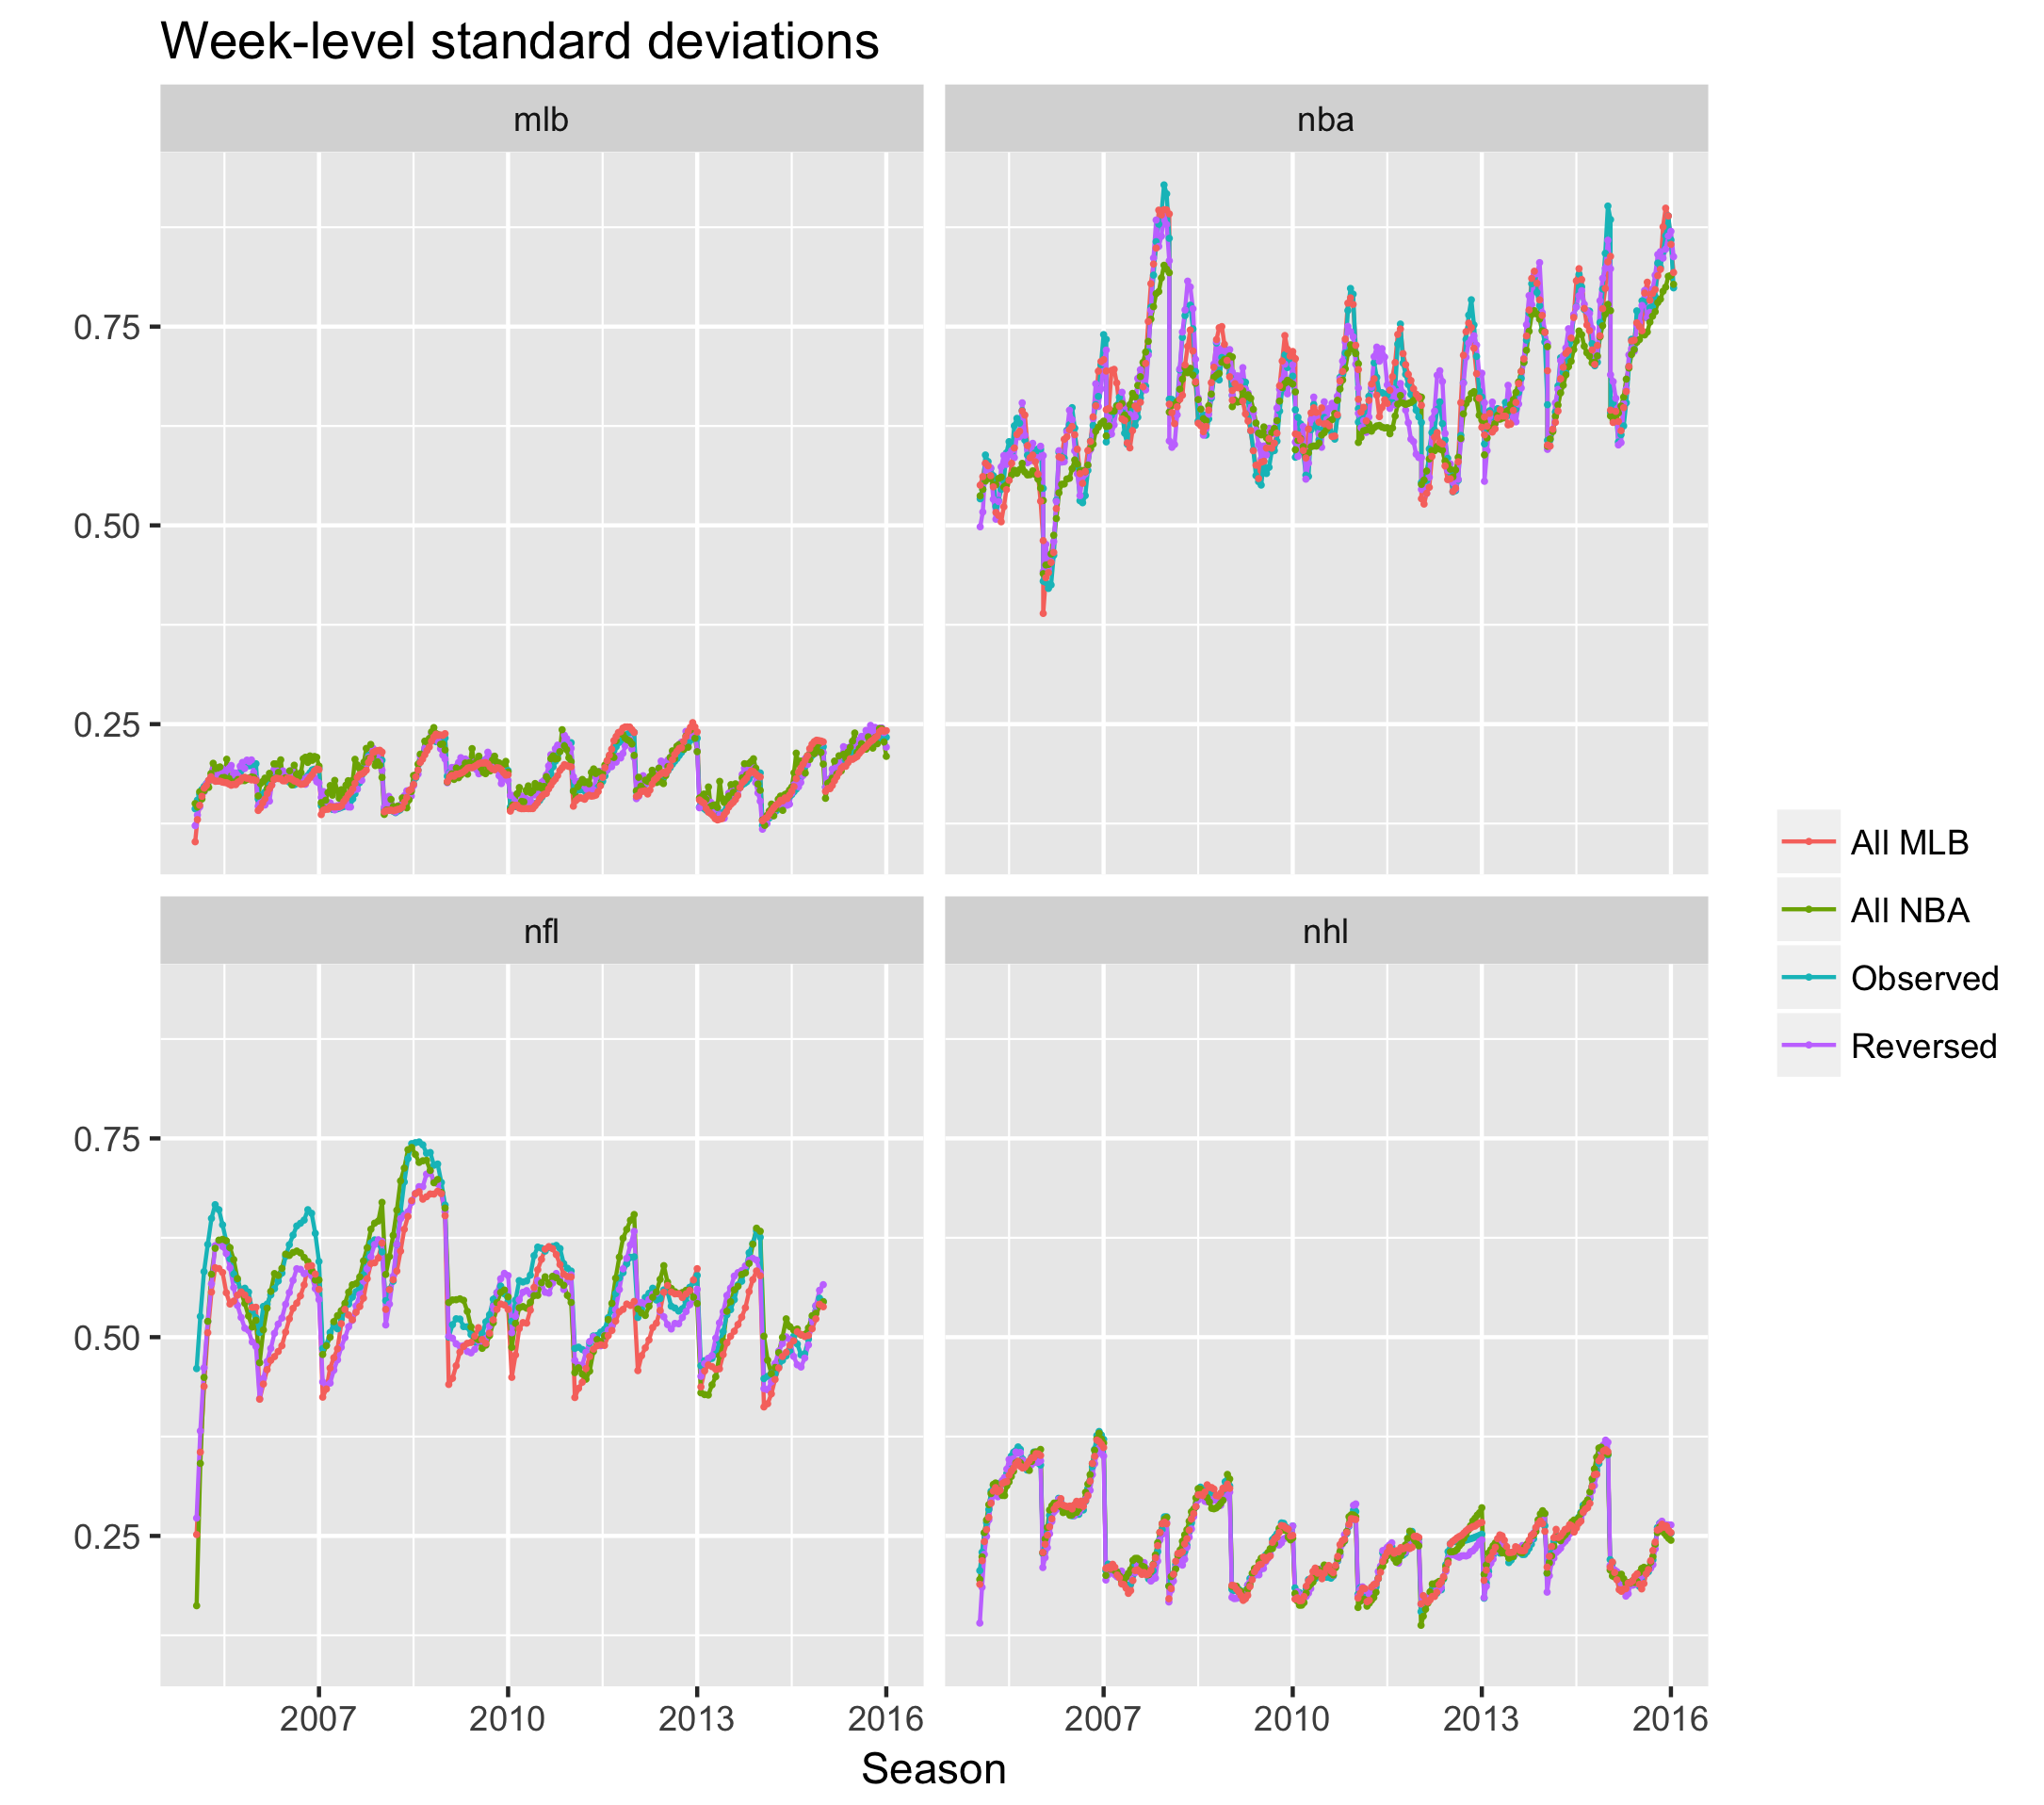 Week-level standard deviations
mlb
nba
0.75
0.50
0.25
nfl
nhl
0.75
0.50
0.25
2007
2010
2013
2016
2007
2010
2013
2016
Season
All MLB
All NBA
Observed
Reversed